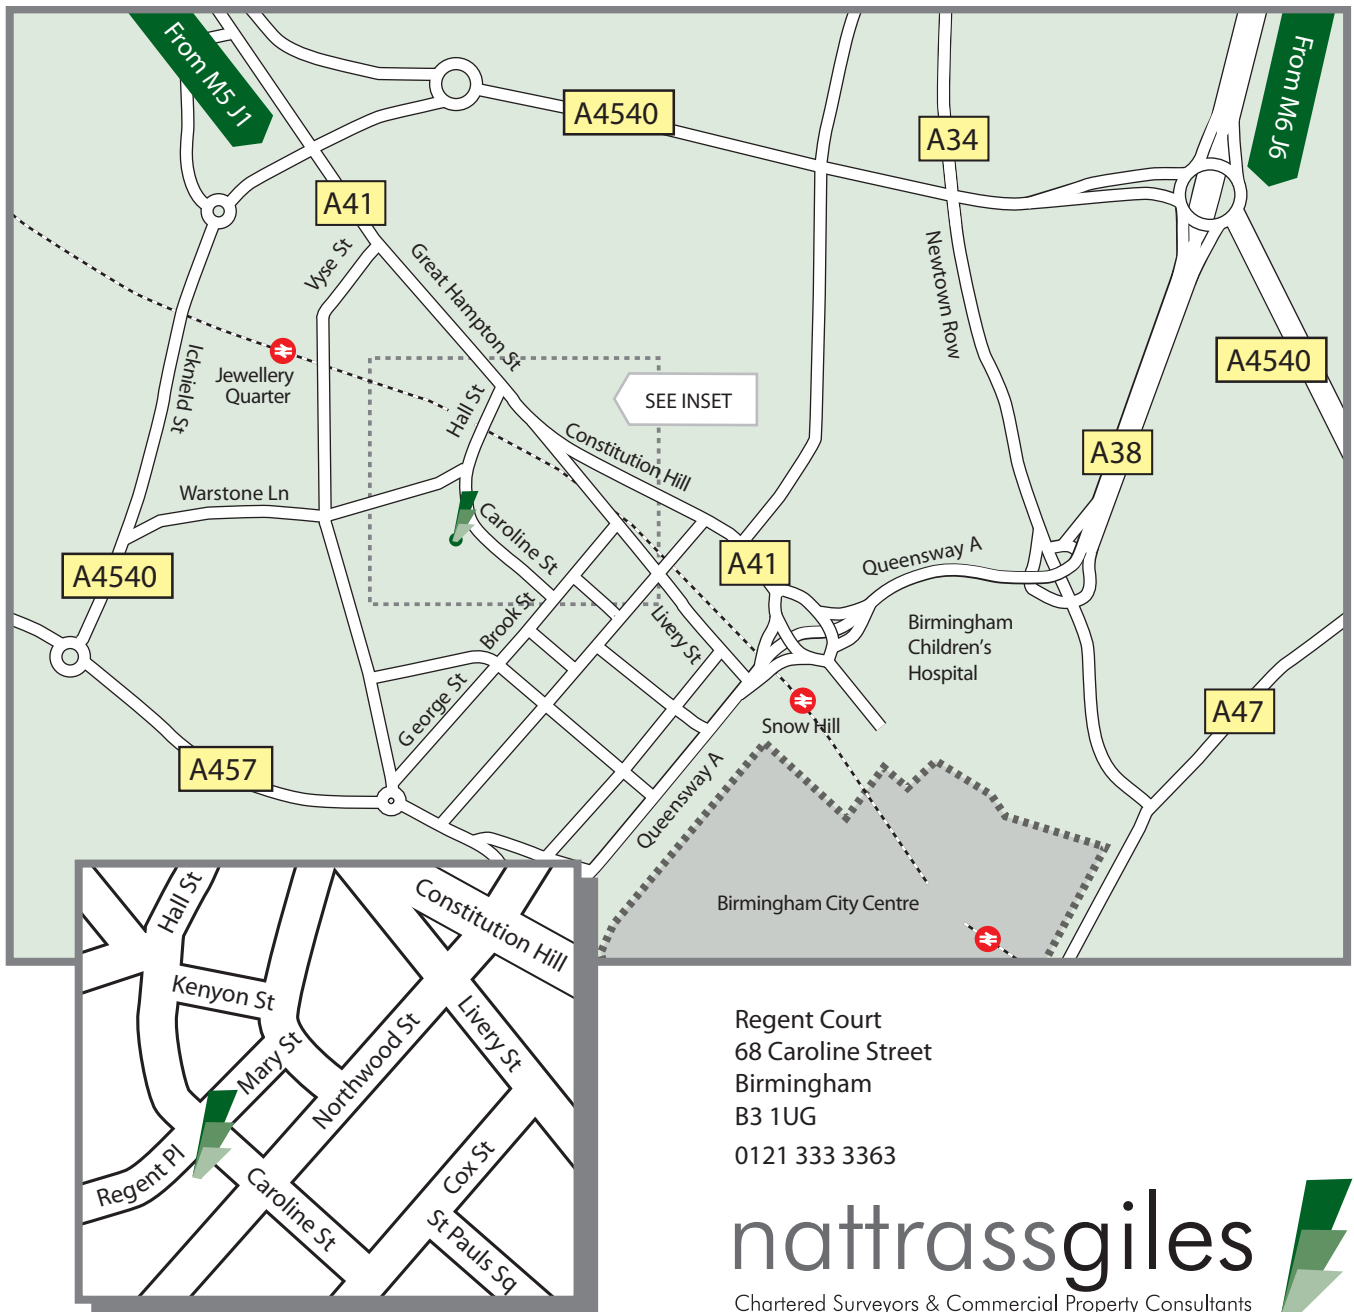 From M5 J1
From M6 J6
A4540
A34
A41
Vyse St
Great Hampton St
Newtown Row
Icknield St
Jewellery
Quarter
A4540
SEE INSET
Hall St
Constitution Hill
A38
Warstone Ln
Caroline St
A4540
A41
Queensway A
Brook St
Livery St
Birmingham
Children's
Hospital
George St
Snow Hill
A47
A457
Queensway A
Birmingham City Centre
Hall St
Constitution Hill
Kenyon St
Livery St
Mary St
Northwood St
Regent Pl
Caroline St
Cox St
St Pauls Sq
Regent Court
68 Caroline Street
Birmingham
B3 1UG
0121 333 3363
nattrassgiles
Chartered Surveyors & Commercial Property Consultants